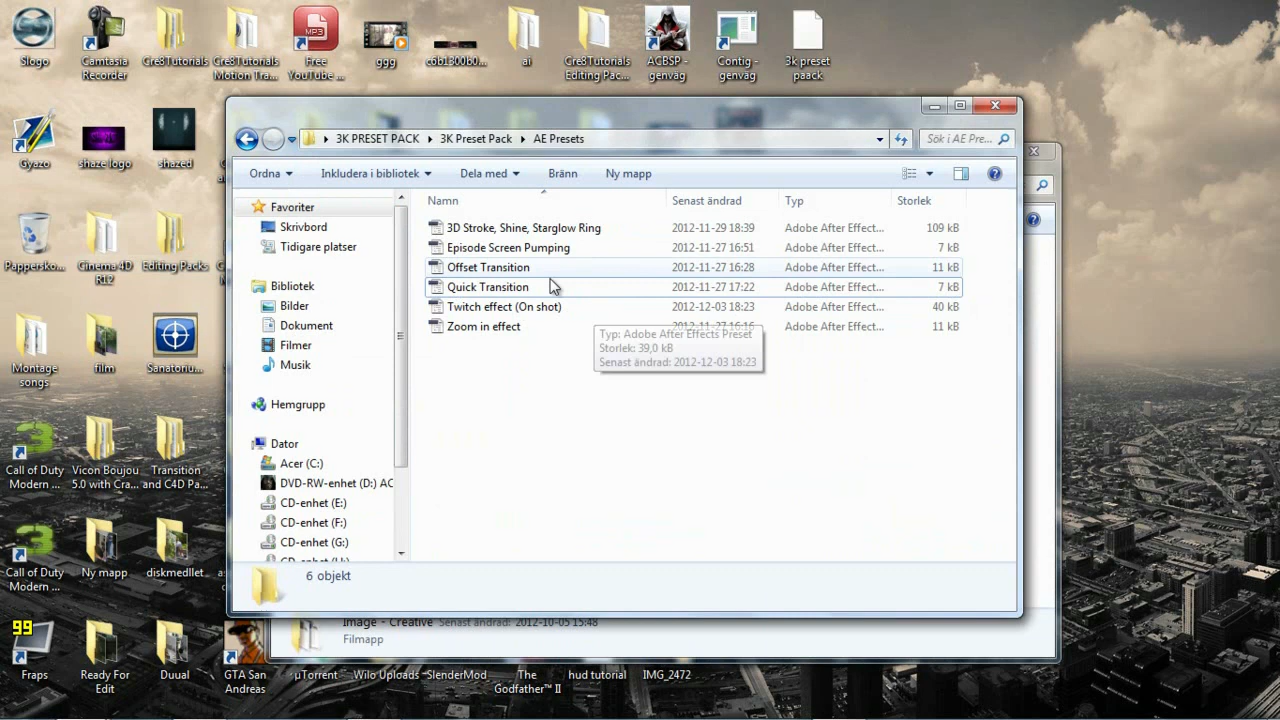 Slogo
Camtasia Recorder
Cre8Tutorials
Cre8Tutorials Motion Tra...
MP3
Free YouTube ...
ggg
c6b1300B0...
ai
Cre8Tutorials Editing Pac...
ACBSP - genväg
Contig - genväg
3k preset paack
3K PRESET PACK
3K Preset Pack
AE Presets
Sök i AE Pre...
Ordna
Inkludera i bibliotek
Dela med
Bränn
Ny mapp
Namn
Senast ändrad
Typ
Storlek
3D Stroke, Shine, Starglow Ring 2012-11-29 18:39 Adobe After Effect... 109 kB
Episode Screen Pumping 2012-11-27 16:51 Adobe After Effect... 7 kB
Offset Transition 2012-11-27 16:28 Adobe After Effect... 11 kB
Quick Transition 2012-11-27 17:22 Adobe After Effect... 7 kB
Twitch effect (On shot) 2012-12-03 18:23 Adobe After Effect... 40 kB
Zoom in effect 2012-11-27 16:16 Adobe After Effect... 11 kB
Typ: Adobe After Effects Preset
Storlek: 39,0 kB
Senast ändrad: 2012-12-03 18:23
Favoriter
Skrivbord
Tidigare platser
Bibliotek
Bilder
Dokument
Filmer
Musik
Hemgrupp
Dator
Acer (C:)
DVD-RW-enhet (D:) AC
CD-enhet (E:)
CD-enhet (F:)
CD-enhet (G:)
6 objekt
Image - Creative Senast ändrad: 2012-10-05 15:48
Filmapp
Gyazo
shaze logo
shazed
Pappersko...
Cinema 4D R12
Editing Packs
Montage songs
film
Sanatoriu...
Call of Duty Modern ...
Vicon Boujou 5.0 with Cra...
Transition and C4D Pa...
Call of Duty Modern ...
Ny mapp
diskmedllet
99
Fraps
Ready For Edit
Duual
GTA San Andreas
µTorrent
Wilo Uploads
SlenderMod
The Godfather™ II
hud tutorial
IMG_2472